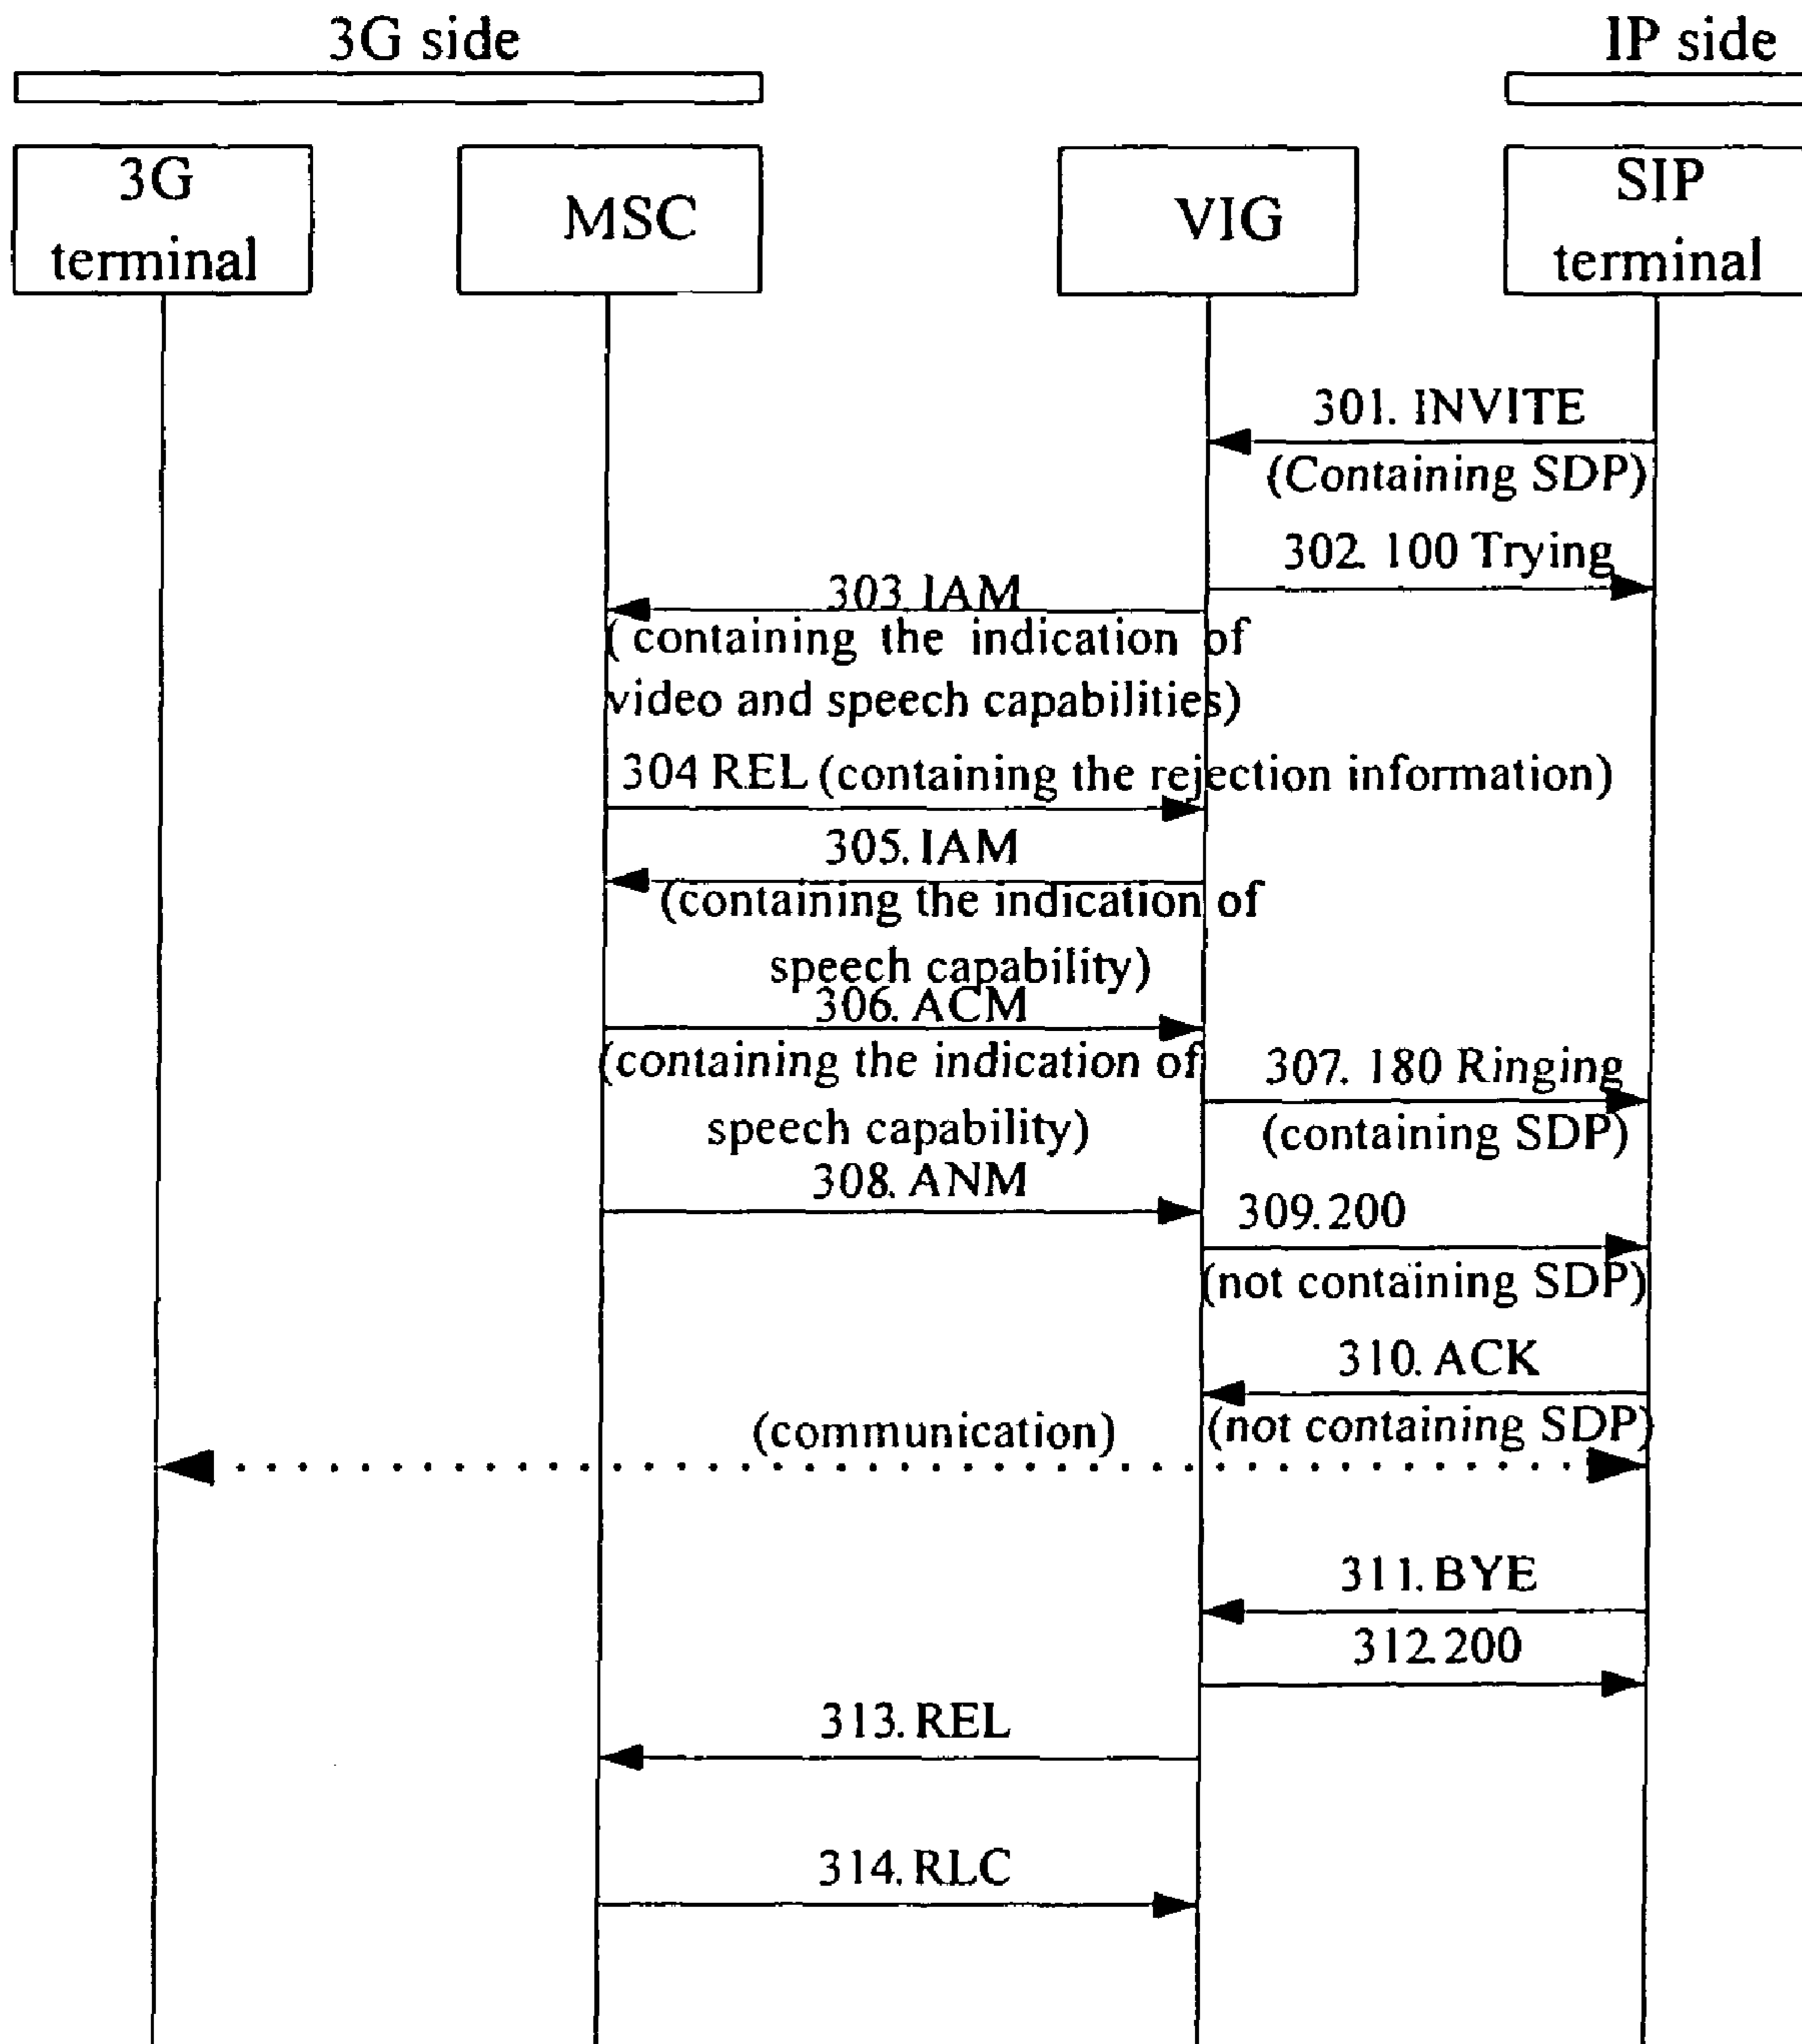 3G side
IP side
3G
terminal
MSC
VIG
SIP
terminal
301. INVITE
(Containing SDP)
302. 100 Trying
303 IAM
(containing the indication of
video and speech capabilities)
304 REL (containing the rejection information)
305. IAM
(containing the indication of
speech capability)
306. ACM
(containing the indication of
speech capability)
307. 180 Ringing
(containing SDP)
308. ANM
309.200
(not containing SDP)
310. ACK
(not containing SDP)
(communication)
311. BYE
312.200
313. REL
314. RLC